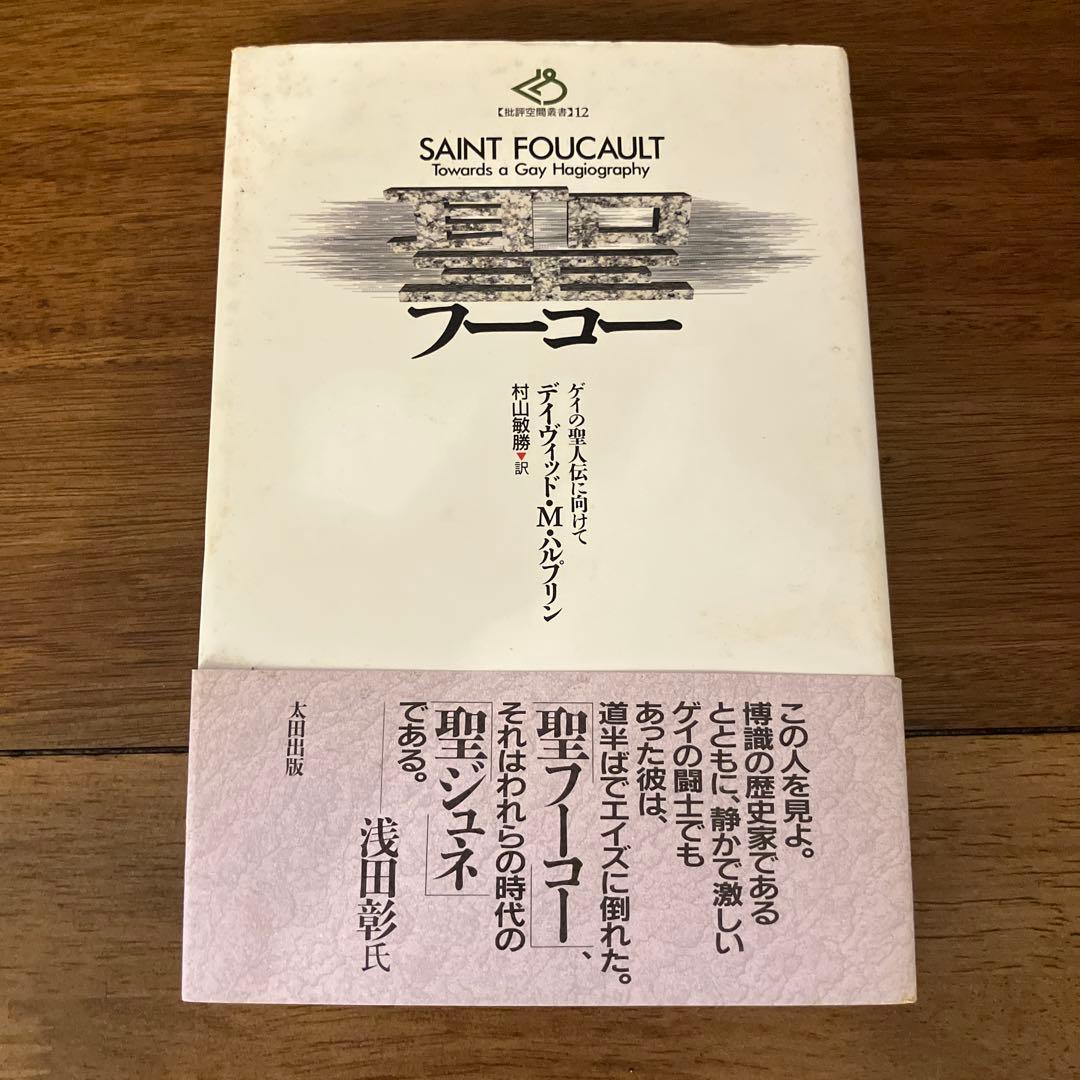 【批評空間叢書】12
SAINT FOUCAULT
Towards a Gay Hagiography
聖
フーコー
ゲイの聖人伝に向けて
デイヴィッド・M・ハルプリン
村山敏勝▼訳
この人を見よ。
博識の歴史家である
とともに、静かで激しい
ゲイの闘士でも
あった彼は、
道半ばでエイズに倒れた。
「聖フーコー」、
それはわれらの時代の
「聖ジュネ」
である。
――浅田彰氏
太田出版